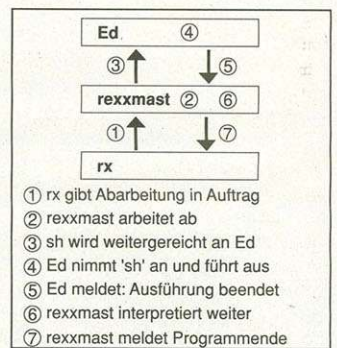 Ed ④
③ ⑤
rexxmast ② ⑥
① ⑦
rx
① rx gibt Abarbeitung in Auftrag
② rexxmast arbeitet ab
③ sh wird weitergereicht an Ed
④ Ed nimmt 'sh' an und führt aus
⑤ Ed meldet: Ausführung beendet
⑥ rexxmast interpretiert weiter
⑦ rexxmast meldet Programmende